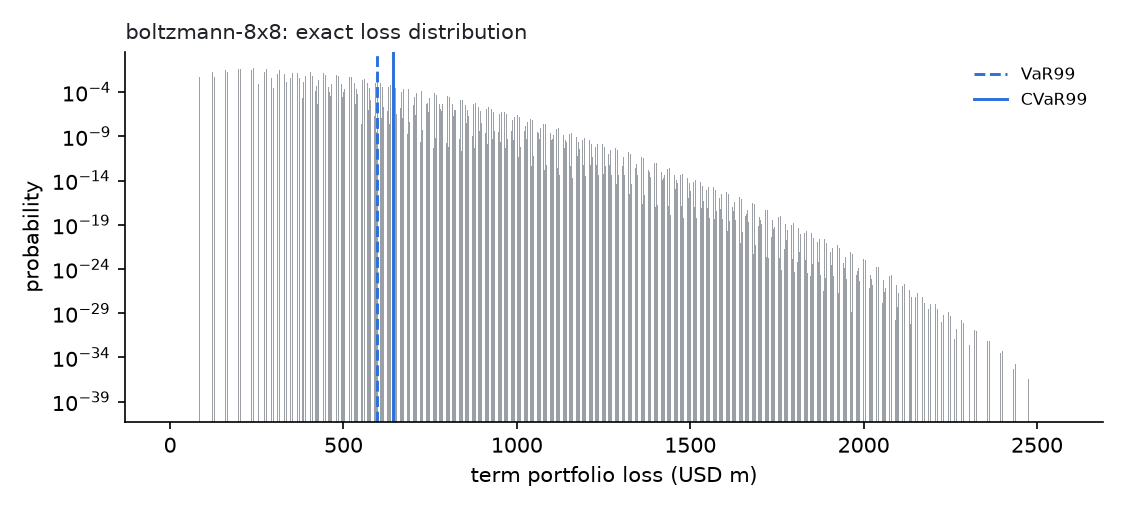 boltzmann-8x8: exact loss distribution
VaR99
CVaR99
probability
10⁻⁴
10⁻⁹
10⁻¹⁴
10⁻¹⁹
10⁻²⁴
10⁻²⁹
10⁻³⁴
10⁻³⁹
0 500 1000 1500 2000 2500
term portfolio loss (USD m)